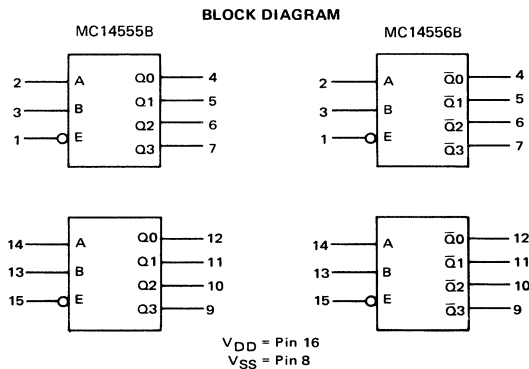 BLOCK DIAGRAM
MC14555B
2 A Q0 4
3 B Q1 5
1 E Q2 6
Q3 7
14 A Q0 12
13 B Q1 11
15 E Q2 10
Q3 9
MC14556B
2 A Q̅0 4
3 B Q̅1 5
1 E Q̅2 6
Q̅3 7
14 A Q̅0 12
13 B Q̅1 11
15 E Q̅2 10
Q̅3 9
VDD = Pin 16
VSS = Pin 8